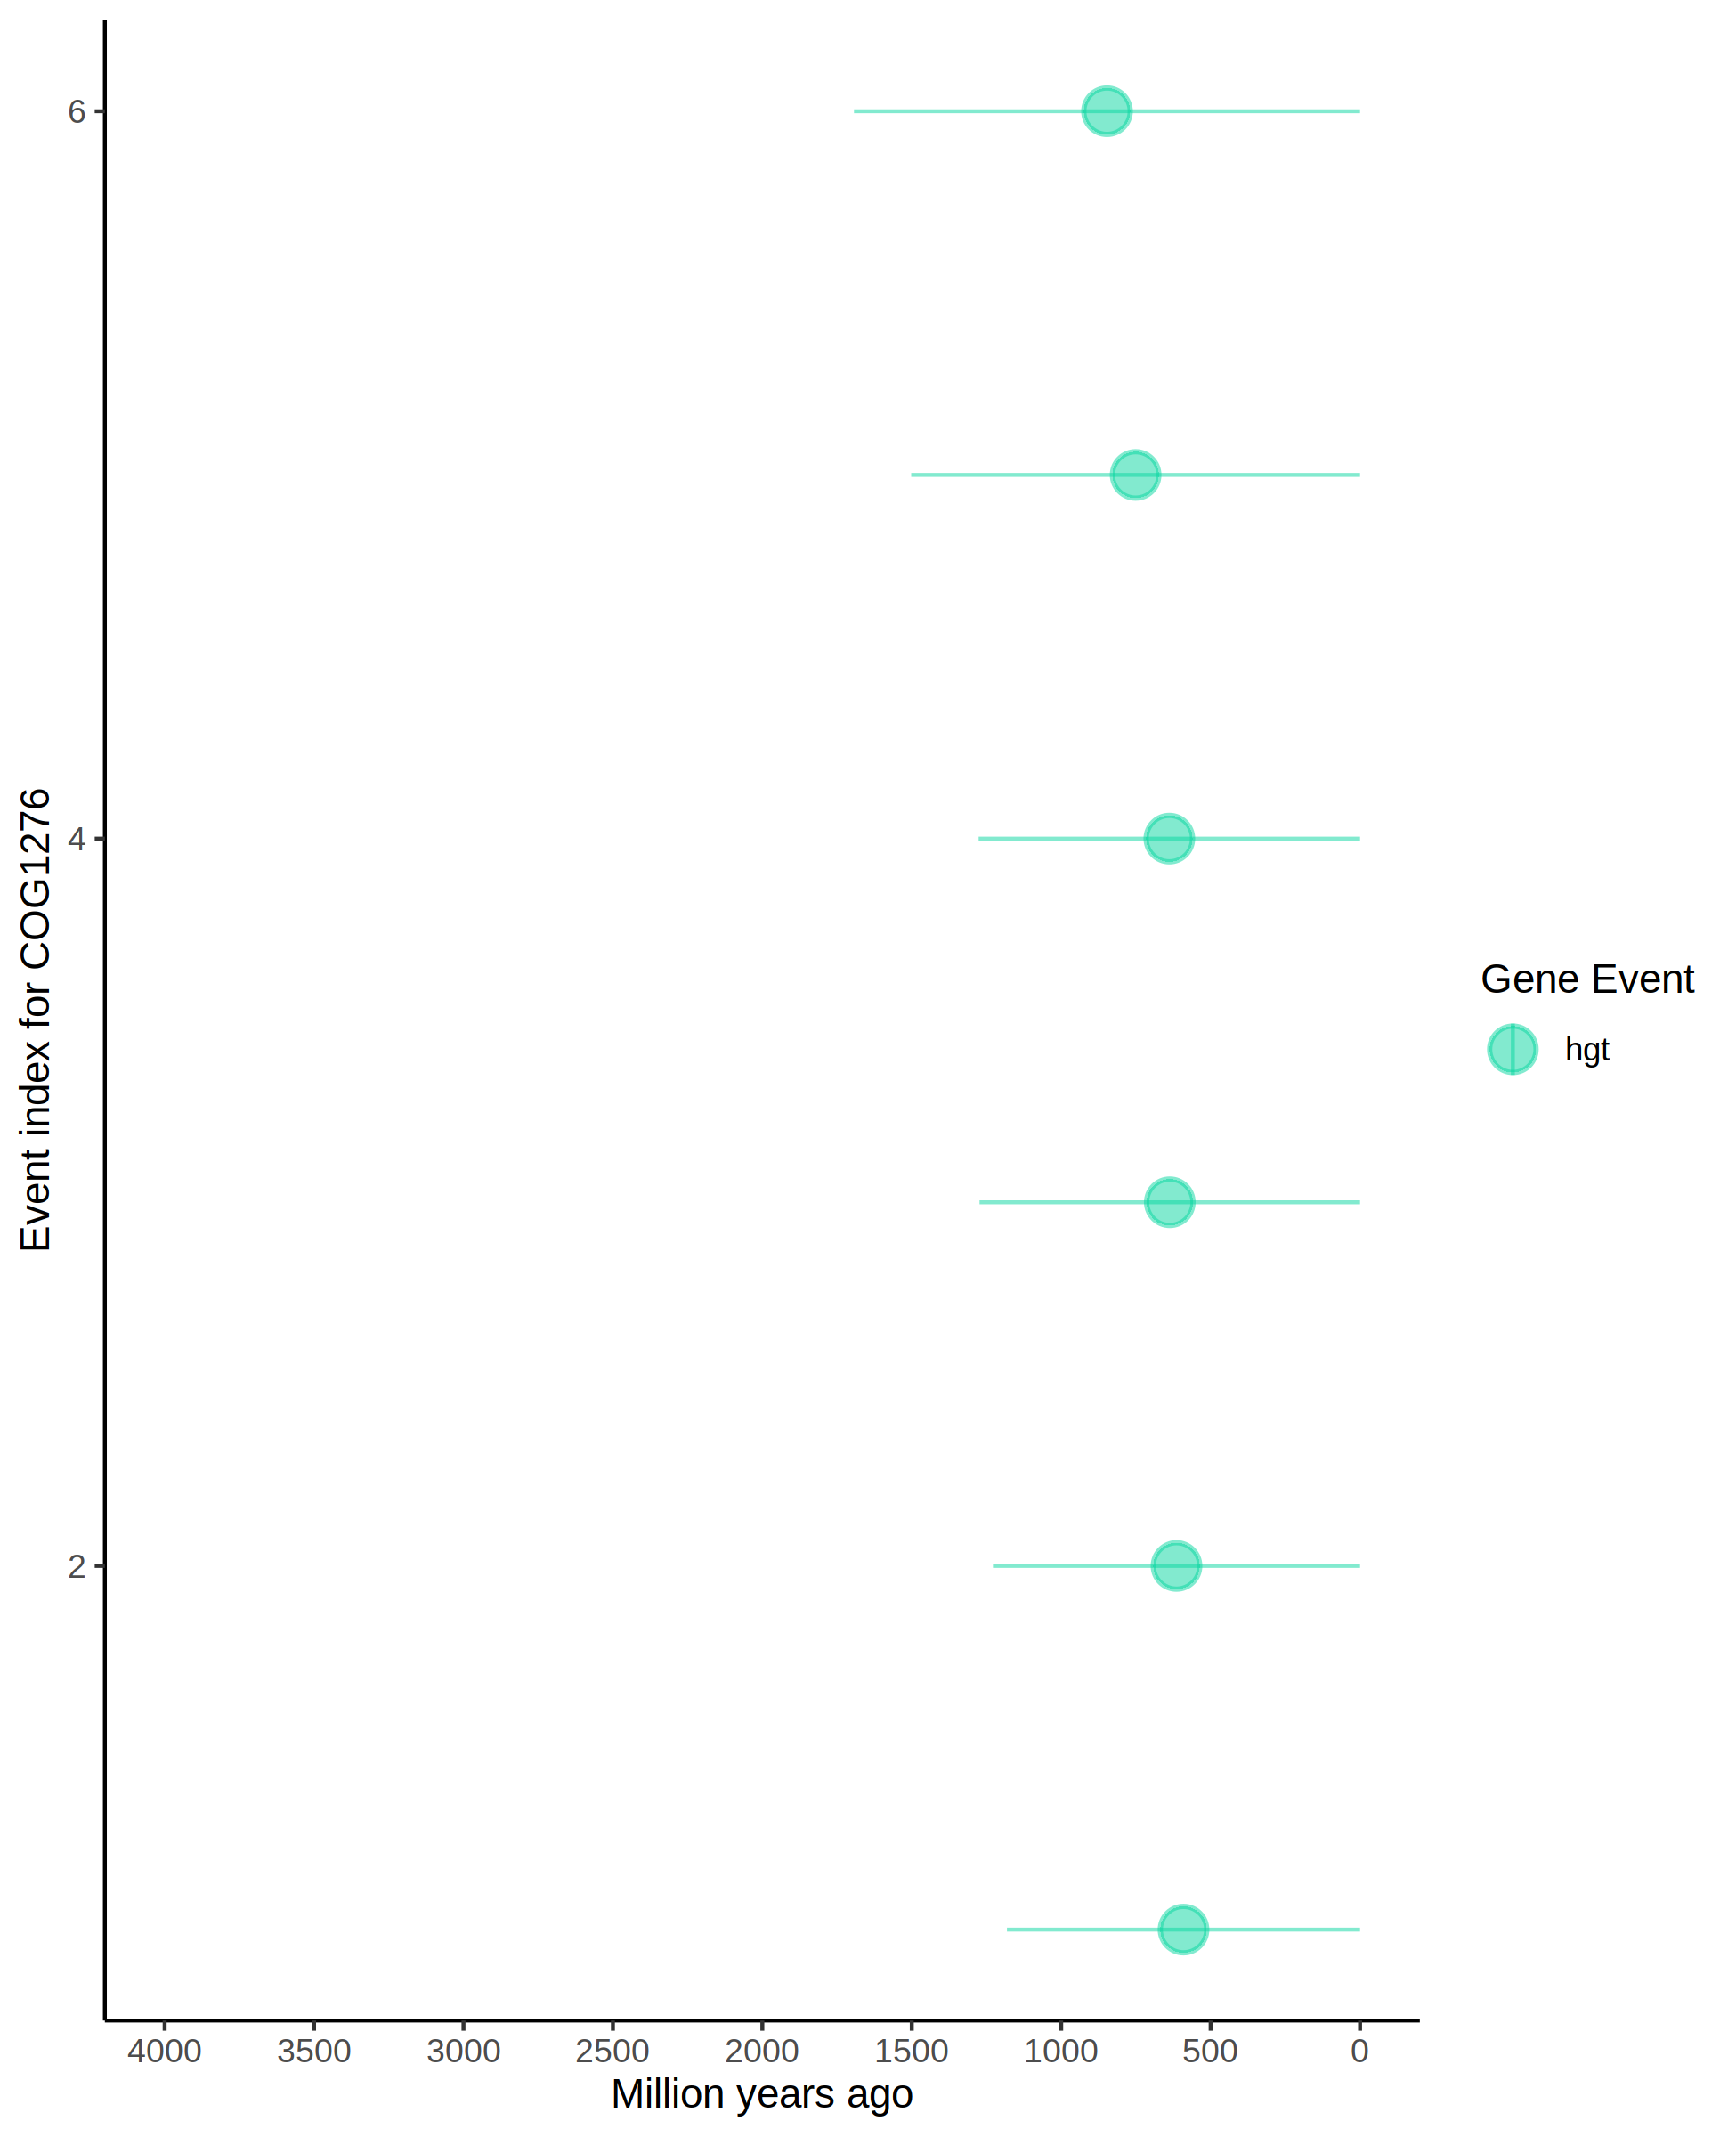 6
4
2
Event index for COG1276
4000 3500 3000 2500 2000 1500 1000 500 0
Million years ago
Gene Event
hgt